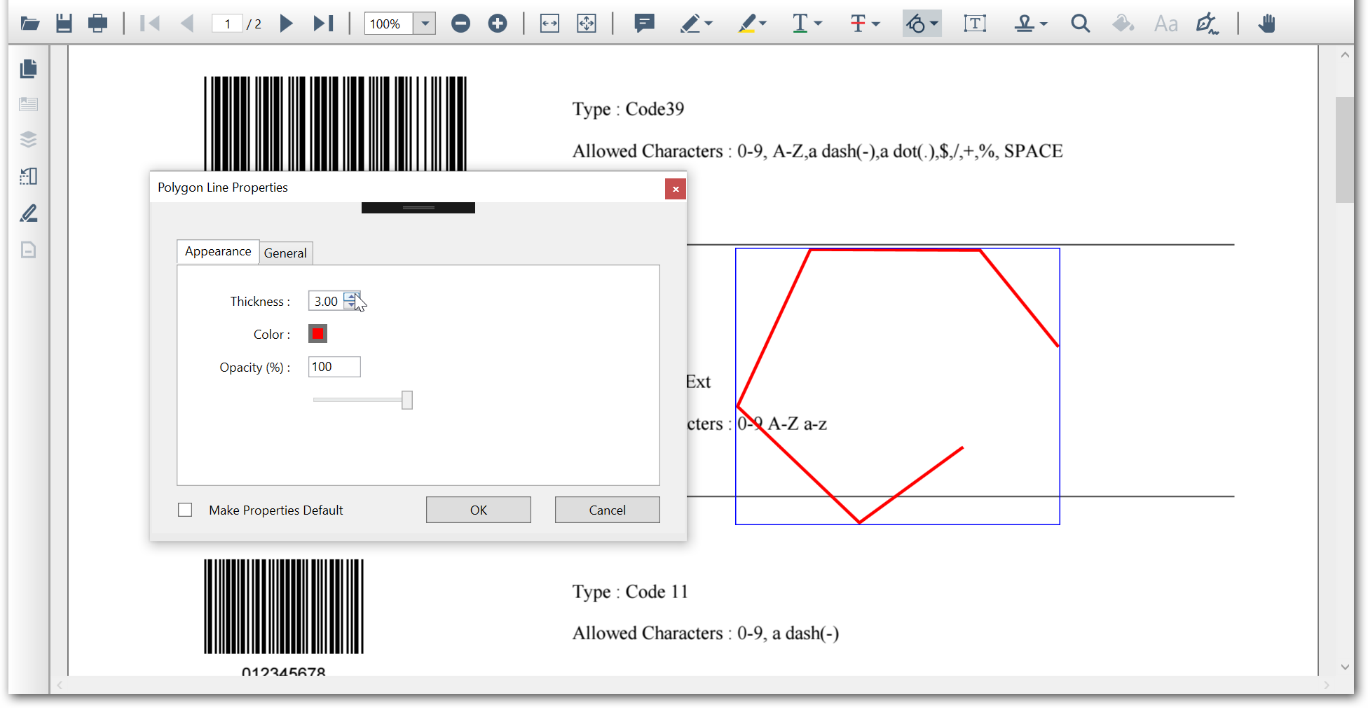 1 / 2
100%
T
T
T
Aa
Type : Code39
Allowed Characters : 0-9, A-Z,a dash(-),a dot(.),$,/,+,%, SPACE
Polygon Line Properties
Appearance
General
Thickness :
3.00
Color :
Opacity (%) :
100
Make Properties Default
OK
Cancel
Ext
cters : 0-9 A-Z a-z
Type : Code 11
Allowed Characters : 0-9, a dash(-)
012345678